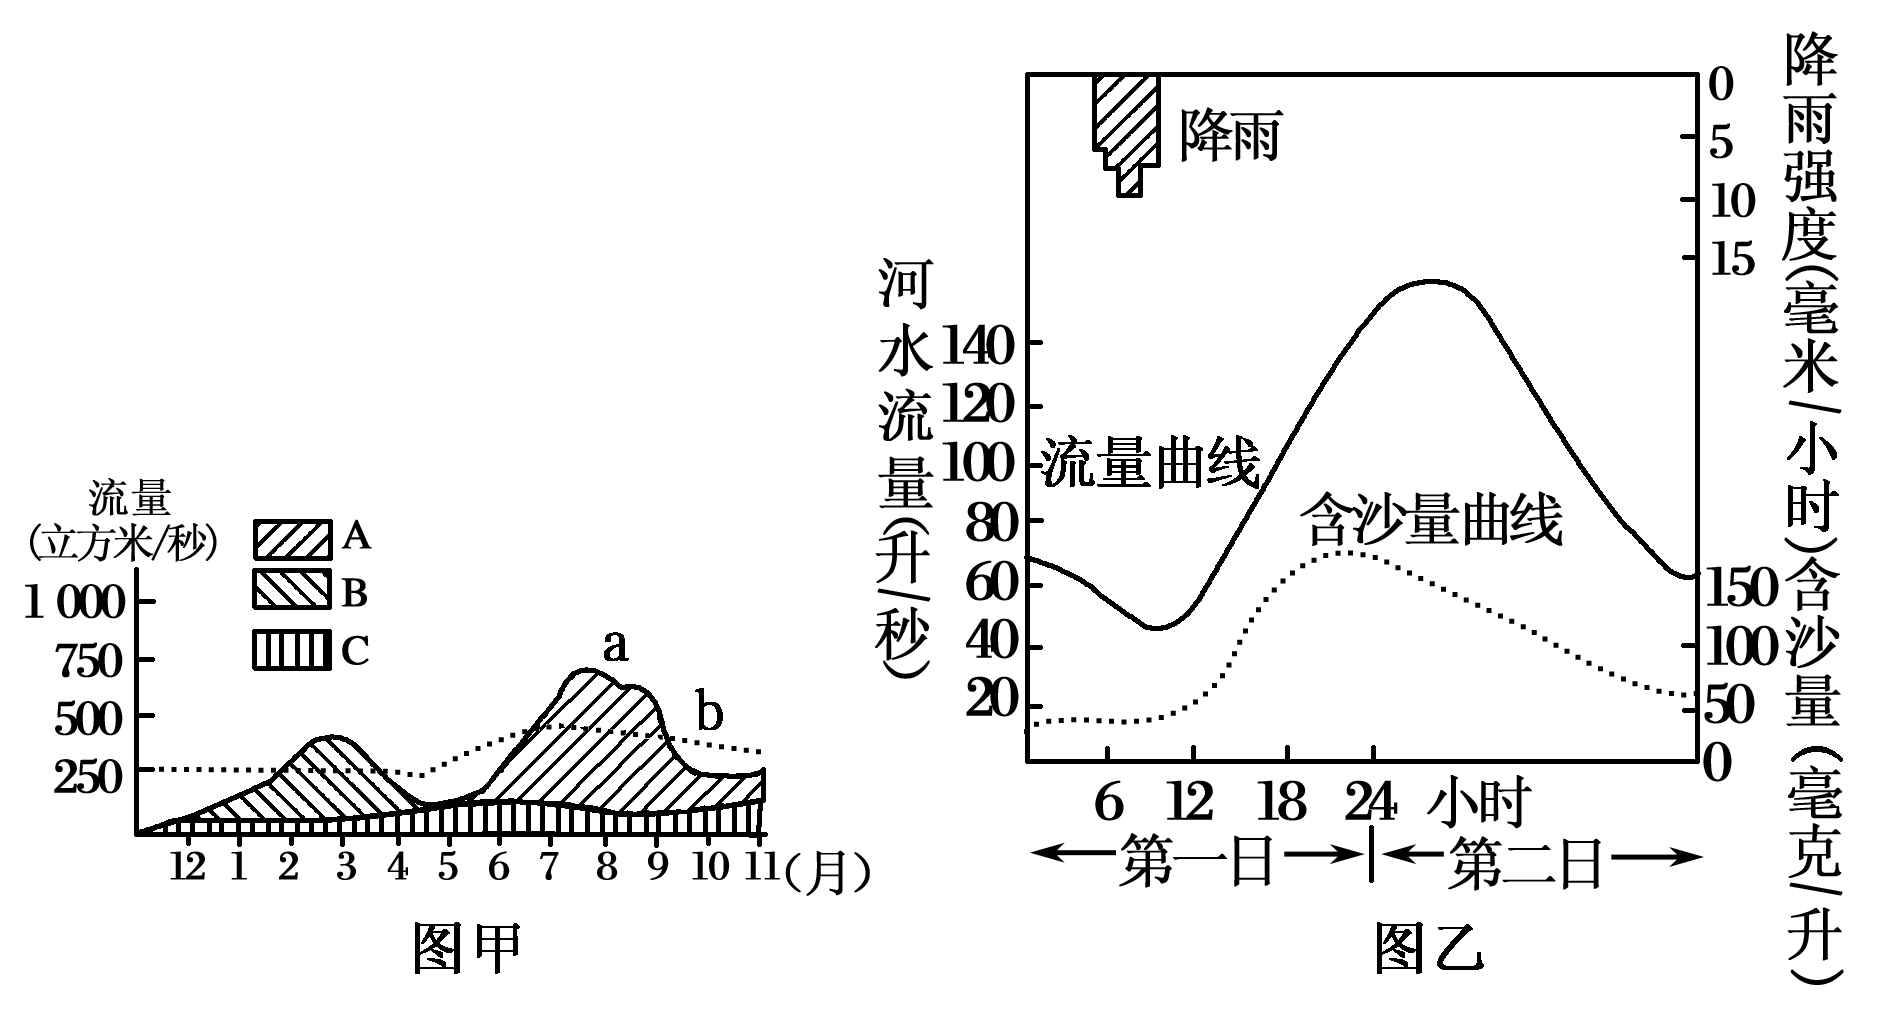 流量
(立方米/秒)
1 000
750
500
250
A
B
C
a
b
12 1 2 3 4 5 6 7 8 9 10 11(月)
图甲
河水流量(升/秒)
140
120
100
80
60
40
20
降雨
流量曲线
含沙量曲线
0
5
10
15
降雨强度(毫米/小时)
150
100
50
0
含沙量(毫克/升)
6 12 18 24 小时
第一日 第二日
图乙